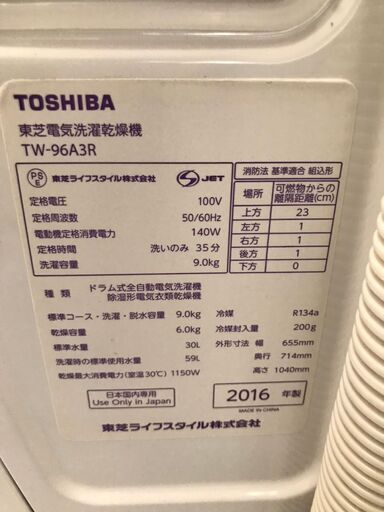 TOSHIBA
東芝電気洗濯乾燥機
TW-96A3R
PS E 東芝ライフスタイル株式会社 S JET
定格電圧 100V
定格周波数 50/60Hz
電動機定格消費電力 140W
定格時間 洗いのみ 35分
洗濯容量 9.0kg
消防法 基準適合 組込形
場所 可燃物からの離隔距離(cm)
上方 23
左方 1
右方 1
後方 1
下方 0
種類 ドラム式全自動電気洗濯機
除湿形電気衣類乾燥機
標準コース・洗濯・脱水容量 9.0kg 冷媒 R134a
乾燥容量 6.0kg 冷媒封入量 200g
標準水量 30L 外形寸法 幅 655mm
洗濯時の標準使用水量 59L 奥行 714mm
乾燥最大消費電力(室温30℃) 1150W 高さ 1040mm
日本国内専用
Use Only in Japan
2016 年製
MADE IN CHINA
東芝ライフスタイル株式会社